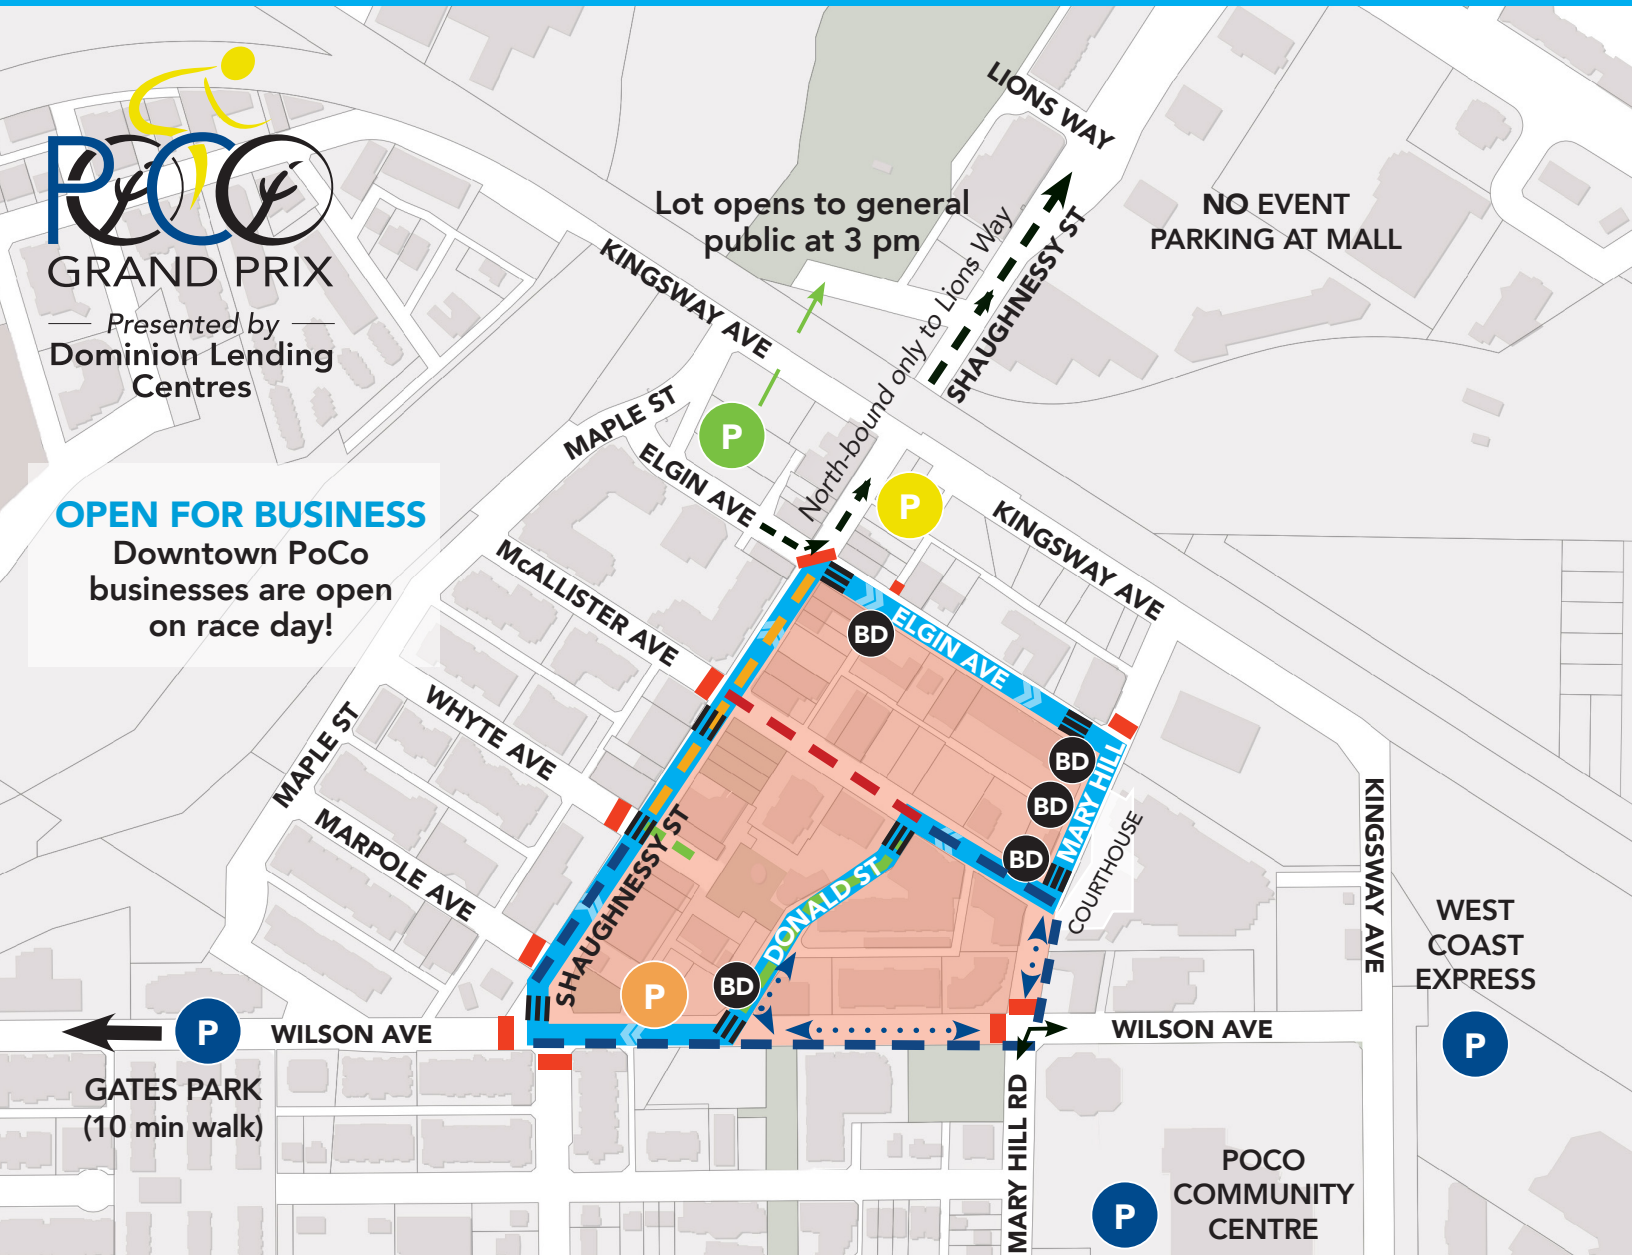 LIONS WAY
POCO
GRAND PRIX
Presented by
Dominion Lending
Centres
Lot opens to general
public at 3 pm
NO EVENT
PARKING AT MALL
KINGSWAY AVE
North-bound only to Lions Way
SHAUGHNESSY ST
MAPLE ST
P
ELGIN AVE
P
KINGSWAY AVE
OPEN FOR BUSINESS
Downtown PoCo
businesses are open
on race day!
McALLISTER AVE
BD
ELGIN AVE
WHYTE AVE
MAPLE ST
BD
MARY HILL
BD
BD
COURTHOUSE
KINGSWAY AVE
MARPOLE AVE
SHAUGHNESSY ST
DONALD ST
WEST
COAST
EXPRESS
P
BD
P
P
WILSON AVE
WILSON AVE
P
GATES PARK
(10 min walk)
MARY HILL RD
P
POCO
COMMUNITY
CENTRE